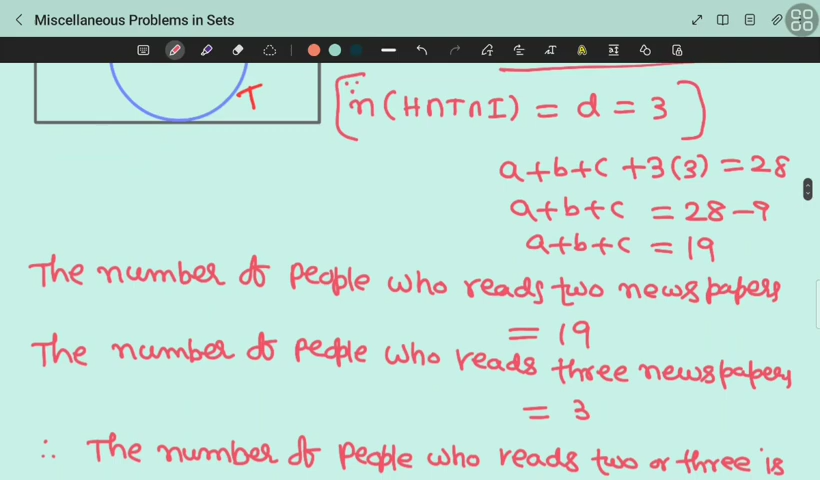 Miscellaneous Problems in Sets
T
[∵ n(H∩T∩I) = d = 3 ]
a+b+c +3(3) = 28
a+b+c = 28-9
a+b+c = 19
The number of people who reads two newspapers
= 19
The number of people who reads three newspapers
= 3
∴ The number of people who reads two or three is